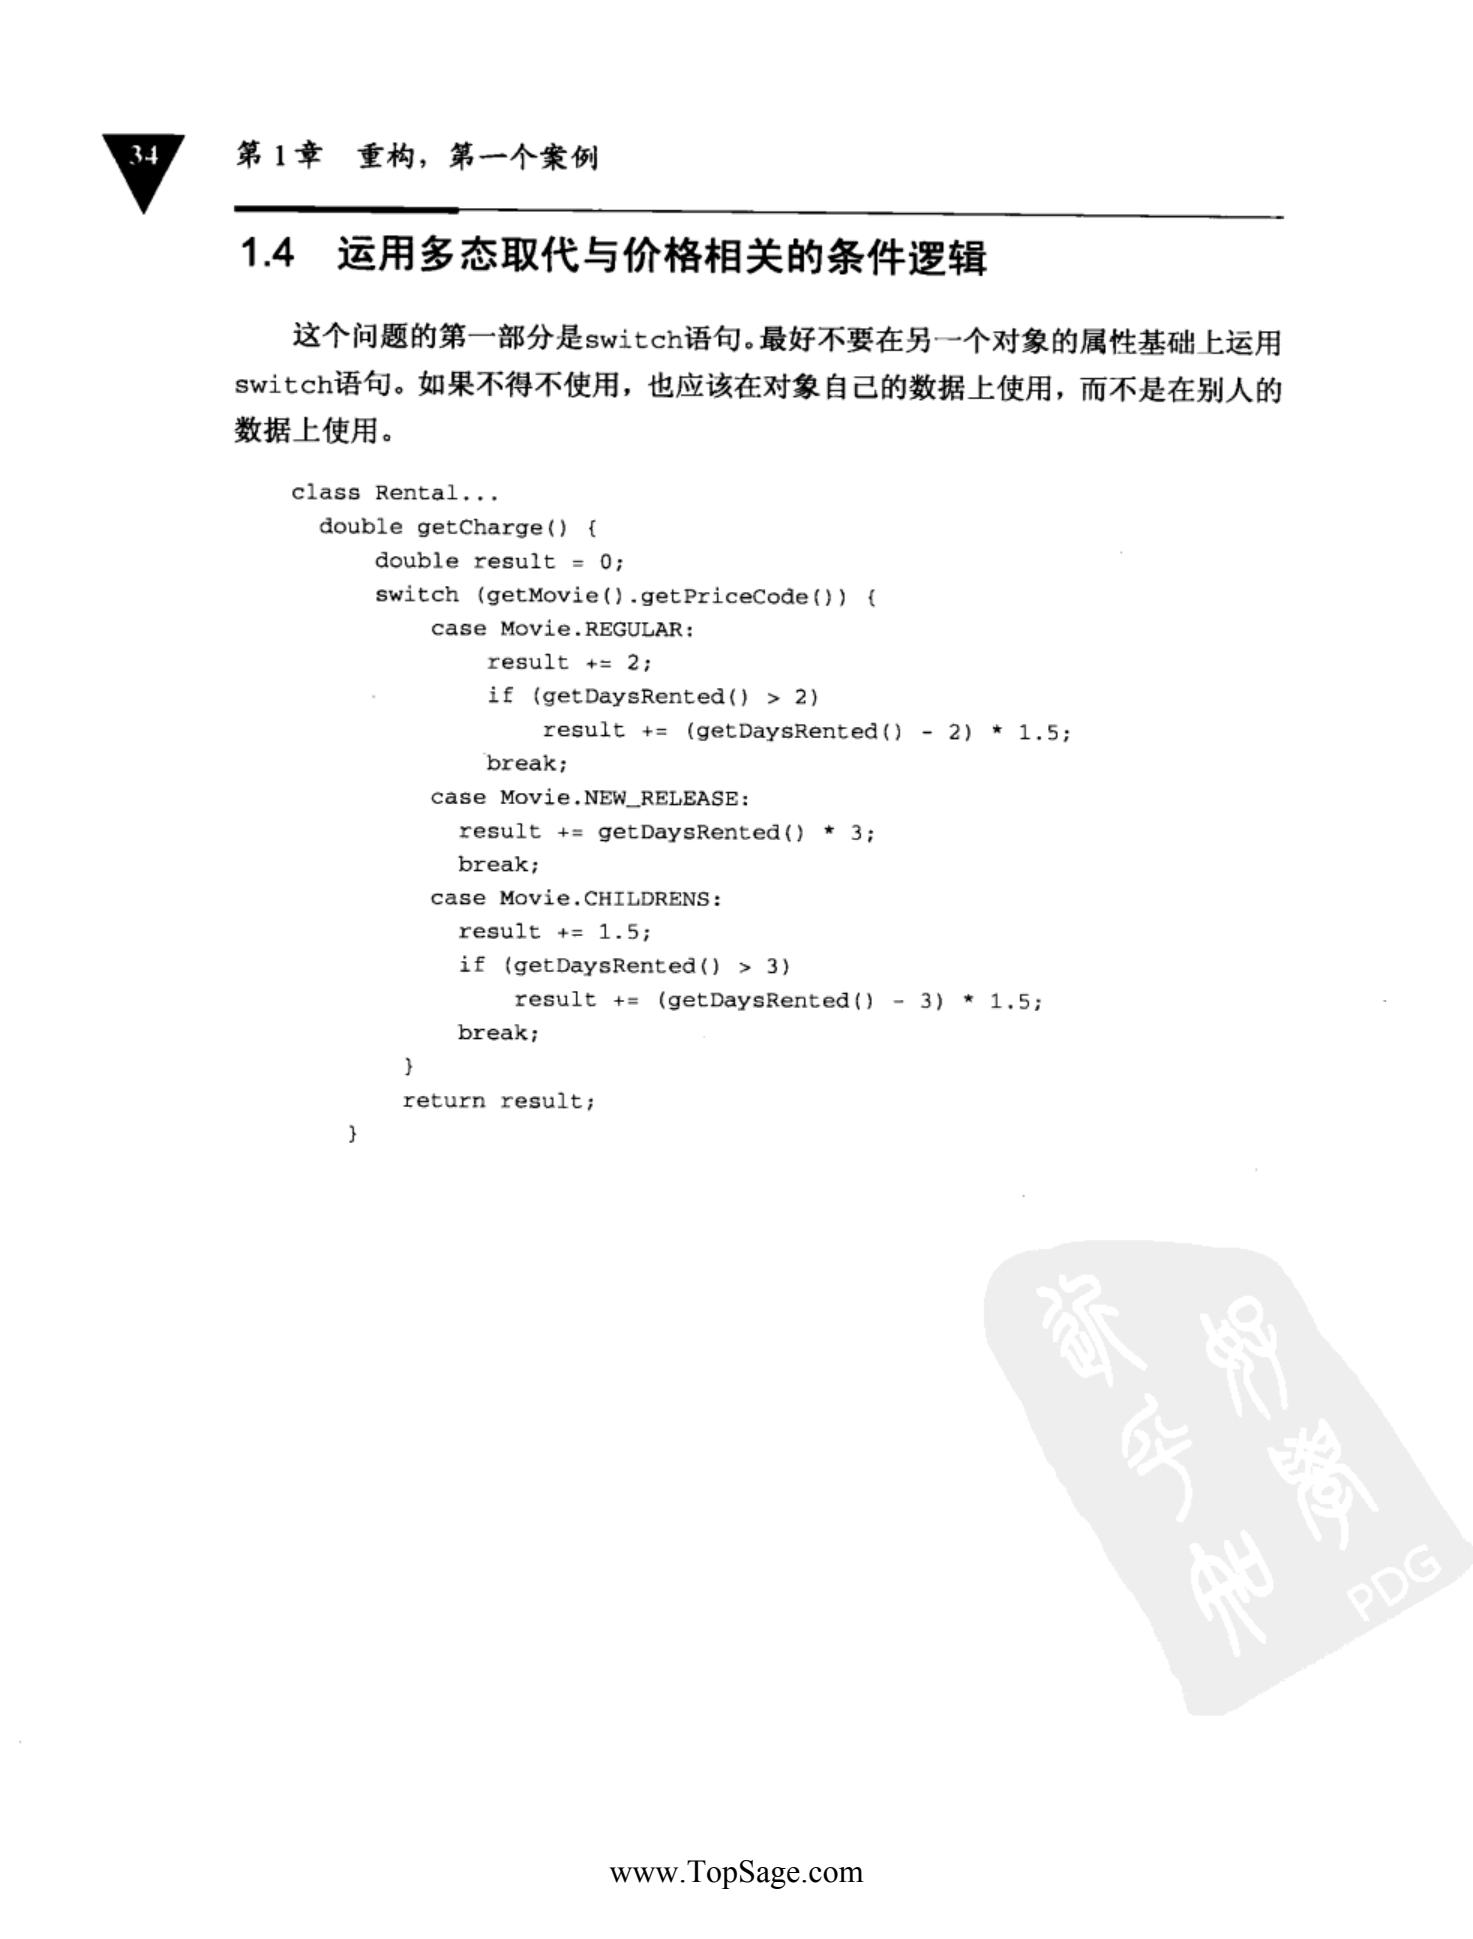 34
第1章 重构，第一个案例
1.4 运用多态取代与价格相关的条件逻辑
这个问题的第一部分是switch语句。最好不要在另一个对象的属性基础上运用
switch语句。如果不得不使用，也应该在对象自己的数据上使用，而不是在别人的
数据上使用。
class Rental...
double getCharge() {
double result = 0;
switch (getMovie().getPriceCode()) {
case Movie.REGULAR:
result += 2;
if (getDaysRented() > 2)
result += (getDaysRented() - 2) * 1.5;
break;
case Movie.NEW_RELEASE:
result += getDaysRented() * 3;
break;
case Movie.CHILDRENS:
result += 1.5;
if (getDaysRented() > 3)
result += (getDaysRented() - 3) * 1.5;
break;
}
return result;
}
PDG
www.TopSage.com